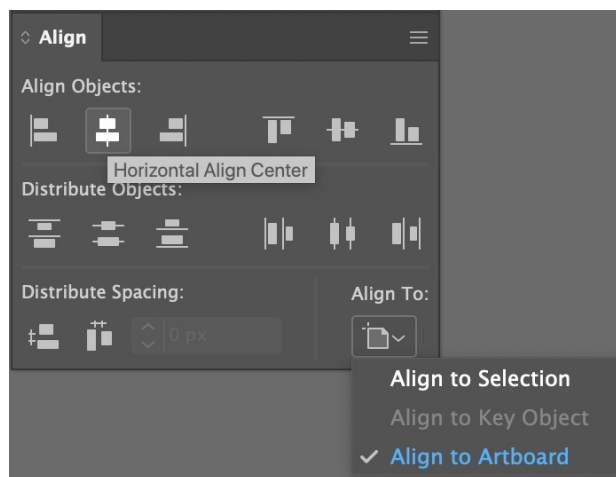 Align
Align Objects:
Horizontal Align Center
Distribute Objects:
Distribute Spacing:
Align To:
0 px
Align to Selection
Align to Key Object
Align to Artboard